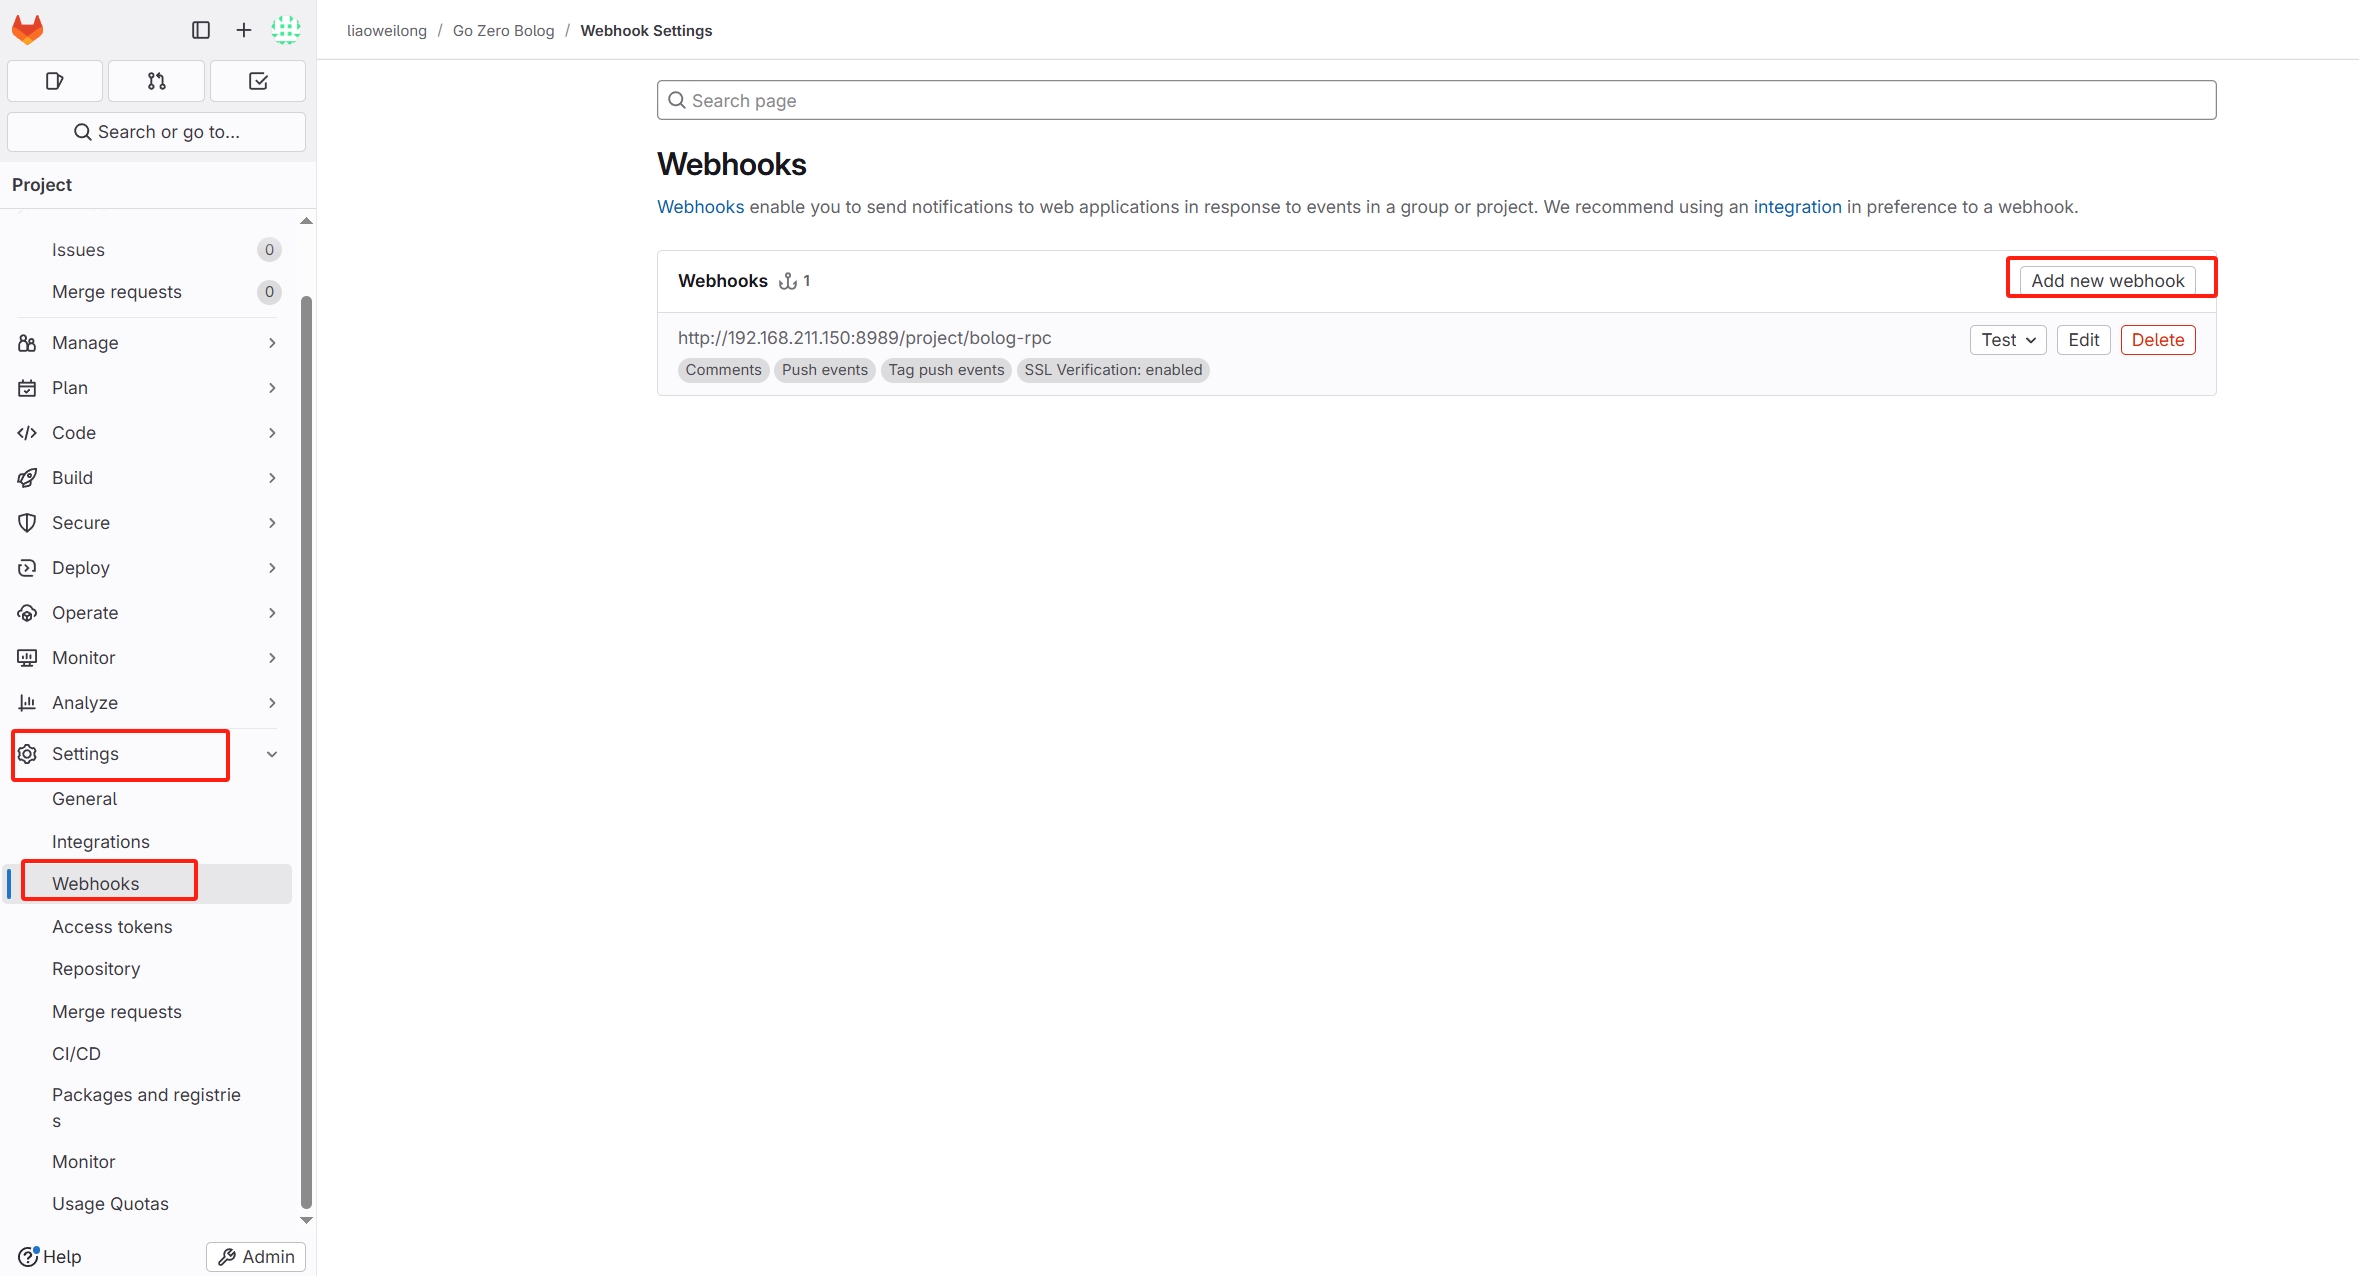 liaoweilong / Go Zero Bolog / Webhook Settings
Search or go to...
Project
Issues 0
Merge requests 0
Manage
Plan
Code
Build
Secure
Deploy
Operate
Monitor
Analyze
Settings
General
Integrations
Webhooks
Access tokens
Repository
Merge requests
CI/CD
Packages and registrie
s
Monitor
Usage Quotas
Help
Admin
Search page
Webhooks
Webhooks enable you to send notifications to web applications in response to events in a group or project. We recommend using an integration in preference to a webhook.
Webhooks 1
Add new webhook
http://192.168.211.150:8989/project/bolog-rpc
Test Edit Delete
Comments Push events Tag push events SSL Verification: enabled